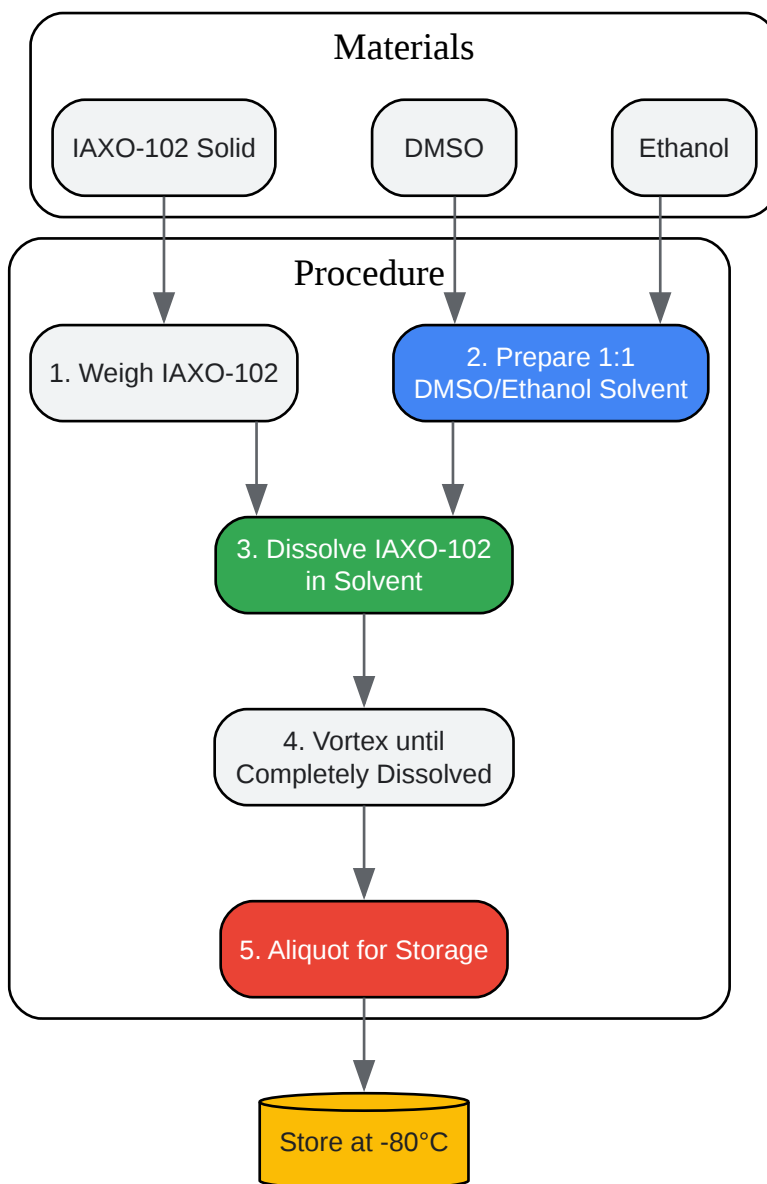 Materials
IAXO-102 Solid
DMSO
Ethanol
Procedure
1. Weigh IAXO-102
2. Prepare 1:1
DMSO/Ethanol Solvent
3. Dissolve IAXO-102
in Solvent
4. Vortex until
Completely Dissolved
5. Aliquot for Storage
Store at -80°C